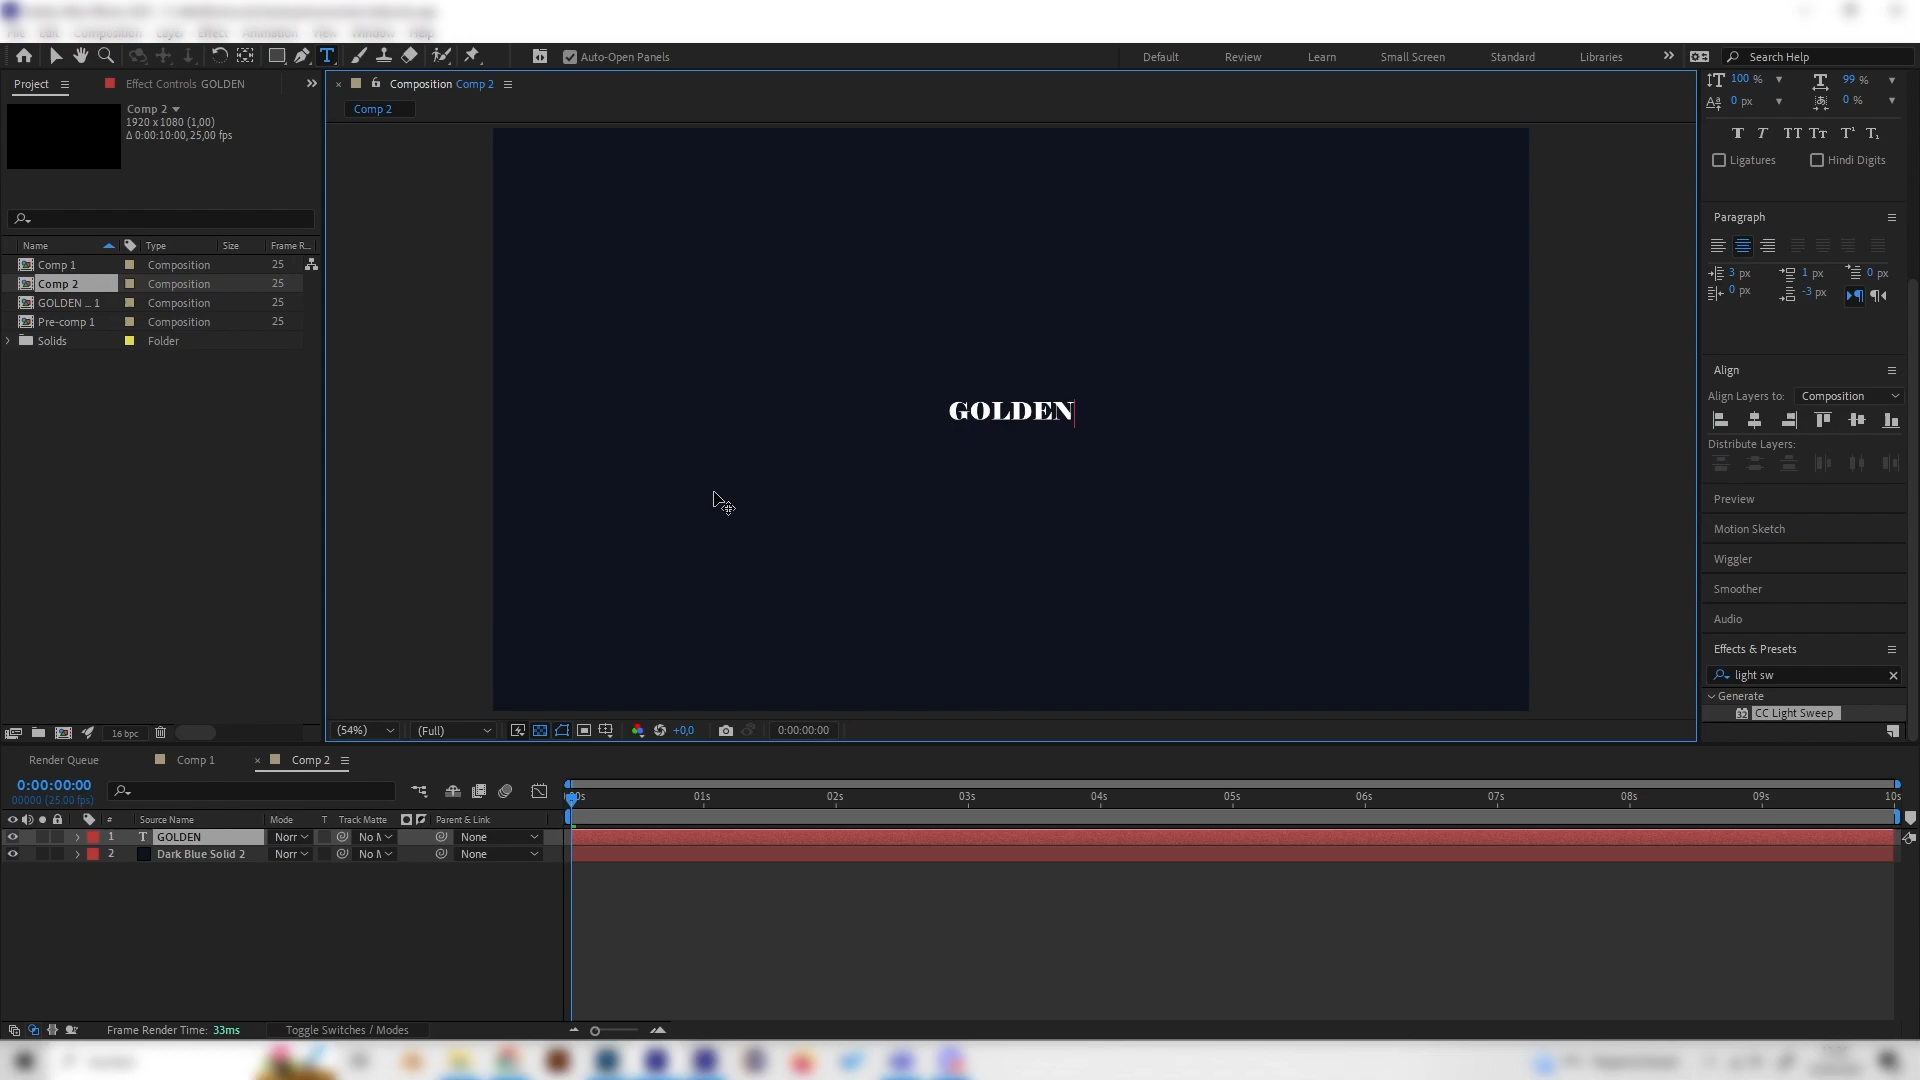 Auto-Open Panels
Default
Review
Learn
Small Screen
Standard
Libraries
Search Help
Project
Effect Controls GOLDEN
Composition Comp 2
100 %
99 %
Comp 2
Comp 2
0 px
0 %
1920 x 1080 (1,00)
Δ 0:00:10:00, 25,00 fps
T T TT Tt T¹ T₁
Ligatures
Hindi Digits
Paragraph
Name
Type
Size
Frame R...
Comp 1
Composition
25
Comp 2
Composition
25
3 px
1 px
0 px
GOLDEN ... 1
Composition
25
0 px
-3 px
Pre-comp 1
Composition
25
Solids
Folder
Align
Align Layers to:
Composition
GOLDEN
Distribute Layers:
Preview
Motion Sketch
Wiggler
Smoother
Audio
Effects & Presets
light sw
Generate
32
CC Light Sweep
16 bpc
(54%)
(Full)
+0,0
0:00:00:00
Render Queue
Comp 1
Comp 2
0:00:00:00
00000 (25.00 fps)
:00s
01s
02s
03s
04s
05s
06s
07s
08s
09s
10s
#
Source Name
Mode
T
Track Matte
Parent & Link
1
T
GOLDEN
Norr
No M
None
2
Dark Blue Solid 2
Norr
No M
None
Frame Render Time: 33ms
Toggle Switches / Modes